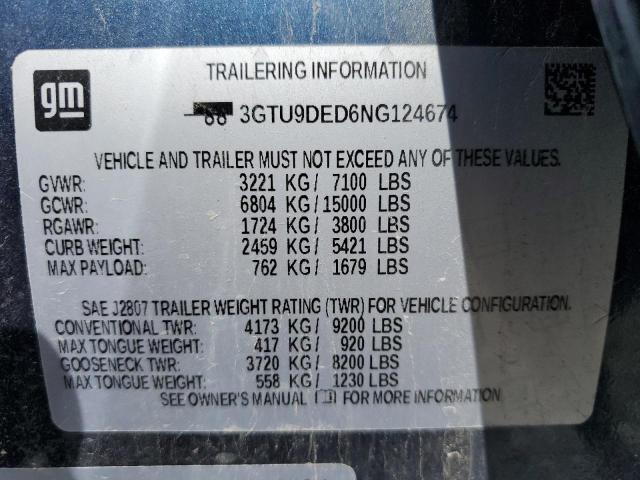 gm
TRAILERING INFORMATION
3GTU9DED6NG124674
VEHICLE AND TRAILER MUST NOT EXCEED ANY OF THESE VALUES.
GVWR: 3221 KG/ 7100 LBS
GCWR: 6804 KG/15000 LBS
RGAWR: 1724 KG/ 3800 LBS
CURB WEIGHT: 2459 KG/ 5421 LBS
MAX PAYLOAD: 762 KG/ 1679 LBS
SAE J2807 TRAILER WEIGHT RATING (TWR) FOR VEHICLE CONFIGURATION.
CONVENTIONAL TWR: 4173 KG/ 9200 LBS
MAX TONGUE WEIGHT: 417 KG/ 920 LBS
GOOSENECK TWR: 3720 KG/ 8200 LBS
MAX TONGUE WEIGHT: 558 KG/ 1230 LBS
SEE OWNER'S MANUAL FOR MORE INFORMATION